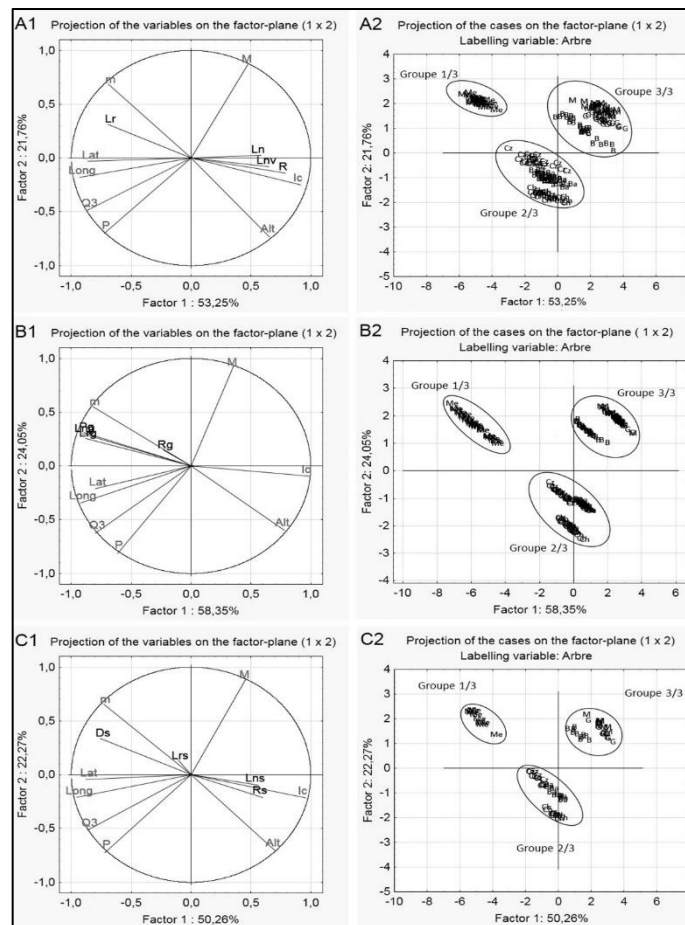 A1 Projection of the variables on the factor-plane (1 x 2)
Factor 2 : 21,76%
1,0
0,5
0,0
-0,5
-1,0
M
m
Lr
Lat
Long
Q3
P
Ln
Lnv
R
Ic
Alt
-1,0 -0,5 0,0 0,5 1,0
Factor 1 : 53,25%
A2 Projection of the cases on the factor-plane (1 x 2)
Labelling variable: Arbre
Groupe 1/3
Groupe 3/3
Groupe 2/3
Factor 2: 21,76%
5
4
3
2
1
0
-1
-2
-3
-4
-5
-10 -8 -6 -4 -2 0 2 4 6
Factor 1: 53,25%
B1 Projection of the variables on the factor-plane (1 x 2)
Factor 2 : 24,05%
1,0
0,5
0,0
-0,5
-1,0
M
m
Rg
Lat
Long
Q3
P
Ic
Alt
-1,0 -0,5 0,0 0,5 1,0
Factor 1 : 58,35%
B2 Projection of the cases on the factor-plane ( 1 x 2)
Labelling variable: Arbre
Groupe 1/3
Groupe 3/3
Groupe 2/3
Factor 2: 24,05%
4
3
2
1
0
-1
-2
-3
-4
-10 -8 -6 -4 -2 0 2 4 6
Factor 1: 58,35%
C1 Projection of the variables on the factor-plane (1 x 2)
Factor 2 : 22,27%
1,0
0,5
0,0
-0,5
-1,0
M
m
Ds
Lrs
Lat
Long
Q3
P
Lns
Rs
Ic
Alt
-1,0 -0,5 0,0 0,5 1,0
Factor 1 : 50,26%
C2 Projection of the cases on the factor-plane (1 x 2)
Labelling variable: Arbre
Groupe 1/3
Groupe 3/3
Groupe 2/3
Factor 2: 22,27%
5
4
3
2
1
0
-1
-2
-3
-4
-5
-8 -6 -4 -2 0 2 4 6
Factor 1: 50,26%